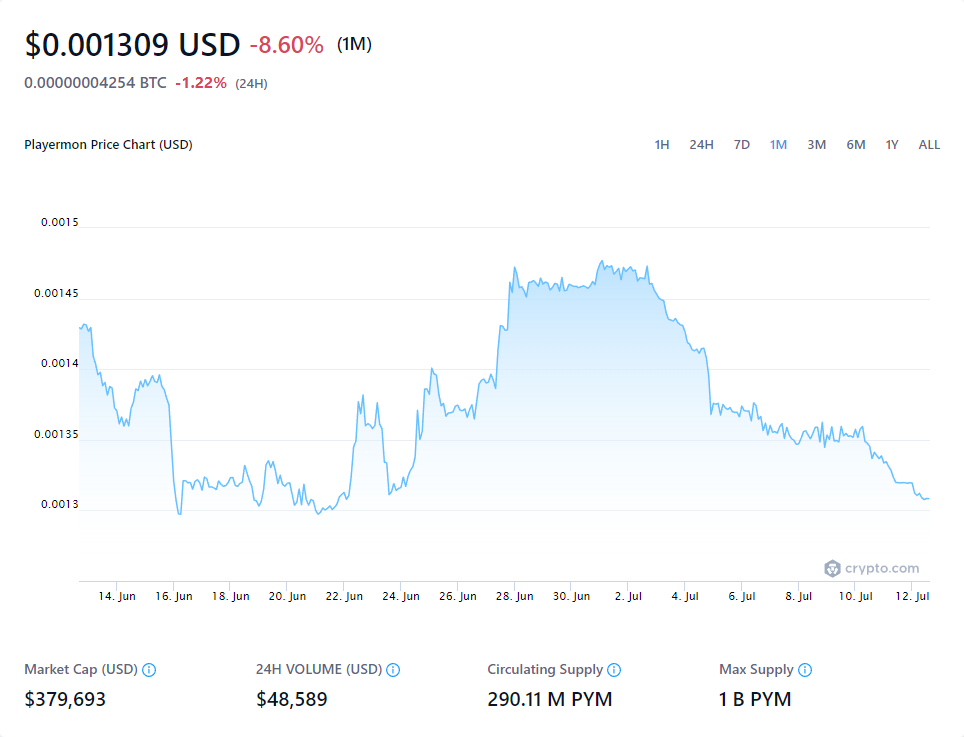 $0.001309 USD -8.60% (1M)
0.00000004254 BTC -1.22% (24H)
Playermon Price Chart (USD) 1H 24H 7D 1M 3M 6M 1Y ALL
0.0015
0.00145
0.0014
0.00135
0.0013
crypto.com
14. Jun 16. Jun 18. Jun 20. Jun 22. Jun 24. Jun 26. Jun 28. Jun 30. Jun 2. Jul 4. Jul 6. Jul 8. Jul 10. Jul 12. Jul
Market Cap (USD) 24H VOLUME (USD) Circulating Supply Max Supply
$379,693 $48,589 290.11 M PYM 1 B PYM